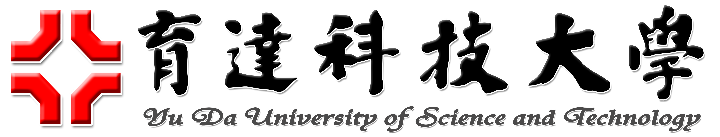 育達科技大學
Yu Da University of Science and Technology